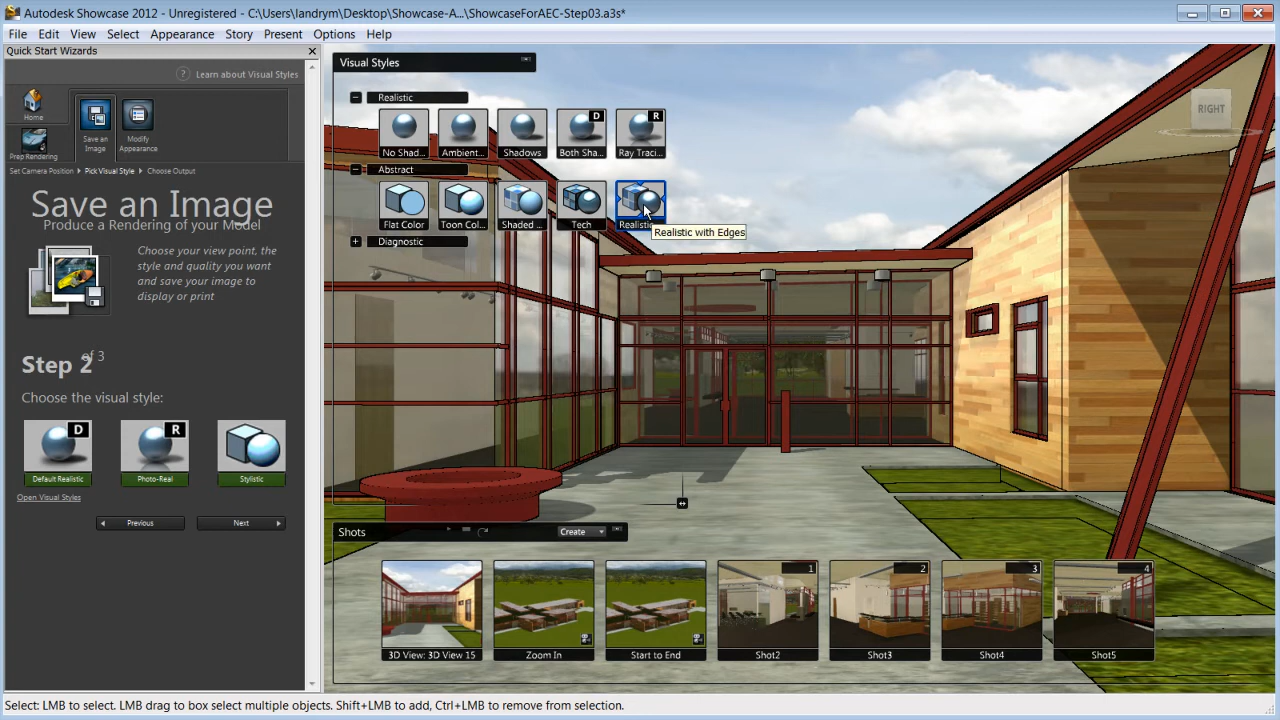 Autodesk Showcase 2012 - Unregistered - C:\Users\landrym\Desktop\Showcase-A...\ShowcaseForAEC-Step03.a3s*
File Edit View Select Appearance Story Present Options Help
Quick Start Wizards
? Learn about Visual Styles
Home
Prep Rendering
Save an
Image
Modify
Appearance
Set Camera Position Pick Visual Style Choose Output
Save an Image
Produce a Rendering of your Model
Choose your view point, the
style and quality you want
and save your image to
display or print
Step 2 of 3
Choose the visual style:
D R
Default Realistic Photo-Real Stylistic
Open Visual Styles
Previous Next
Visual Styles
Realistic
D R
No Shad... Ambient... Shadows Both Sha... Ray Traci...
Abstract
Flat Color Toon Col... Shaded ... Tech Realistic
Realistic with Edges
Diagnostic
RIGHT
Shots Create
1 2 3 4
3D View: 3D View 15 Zoom In Start to End Shot2 Shot3 Shot4 Shot5
Select: LMB to select. LMB drag to box select multiple objects. Shift+LMB to add, Ctrl+LMB to remove from selection.